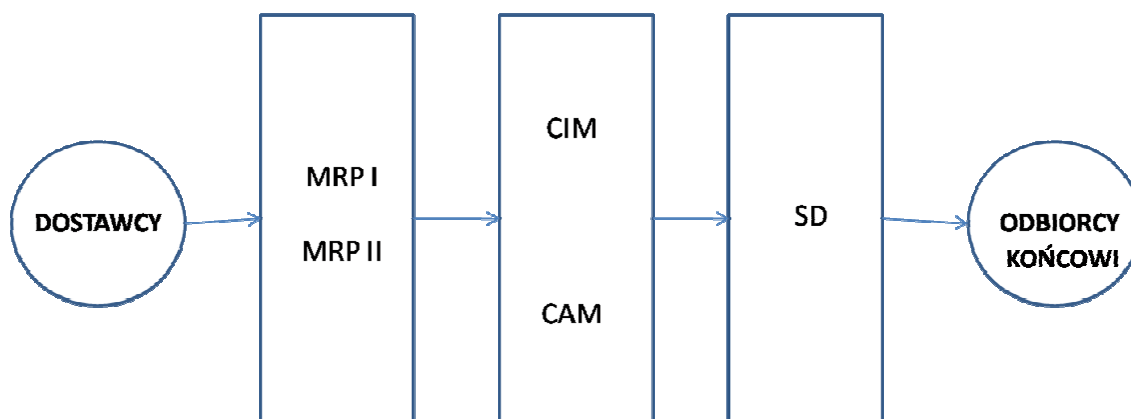 DOSTAWCY
MRP I
MRP II
CIM
CAM
SD
ODBIORCY
KOŃCOWI